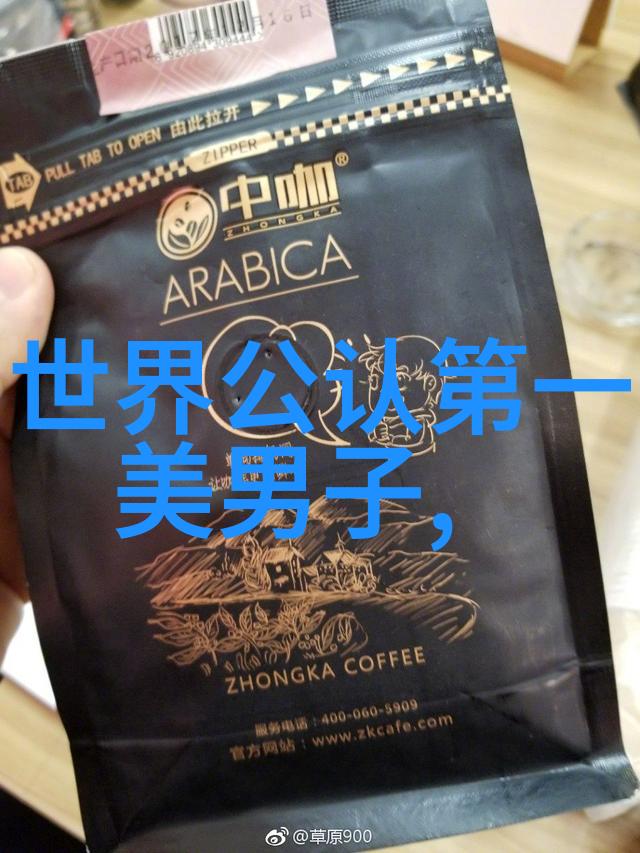 PULL TAB TO OPEN 由此拉开
TAB
ZIPPER
中咖®
ZHONGKA
ARABICA
世界公认第一
美男子,
ZHONGKA COFFEE
服务电话：400-060-5909
官方网站：www.zkcafe.com
@草原900